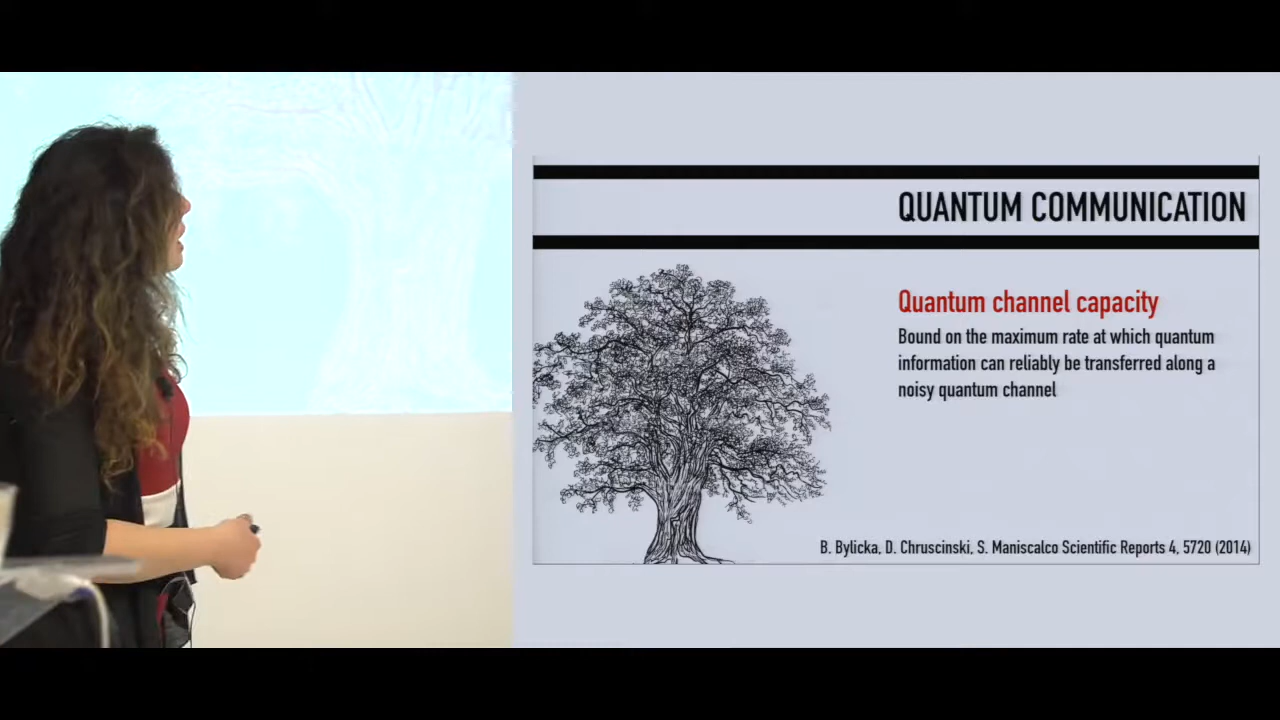 QUANTUM COMMUNICATION
Quantum channel capacity
Bound on the maximum rate at which quantum
information can reliably be transferred along a
noisy quantum channel
B. Bylicka, D. Chruscinski, S. Maniscalco Scientific Reports 4, 5720 (2014)